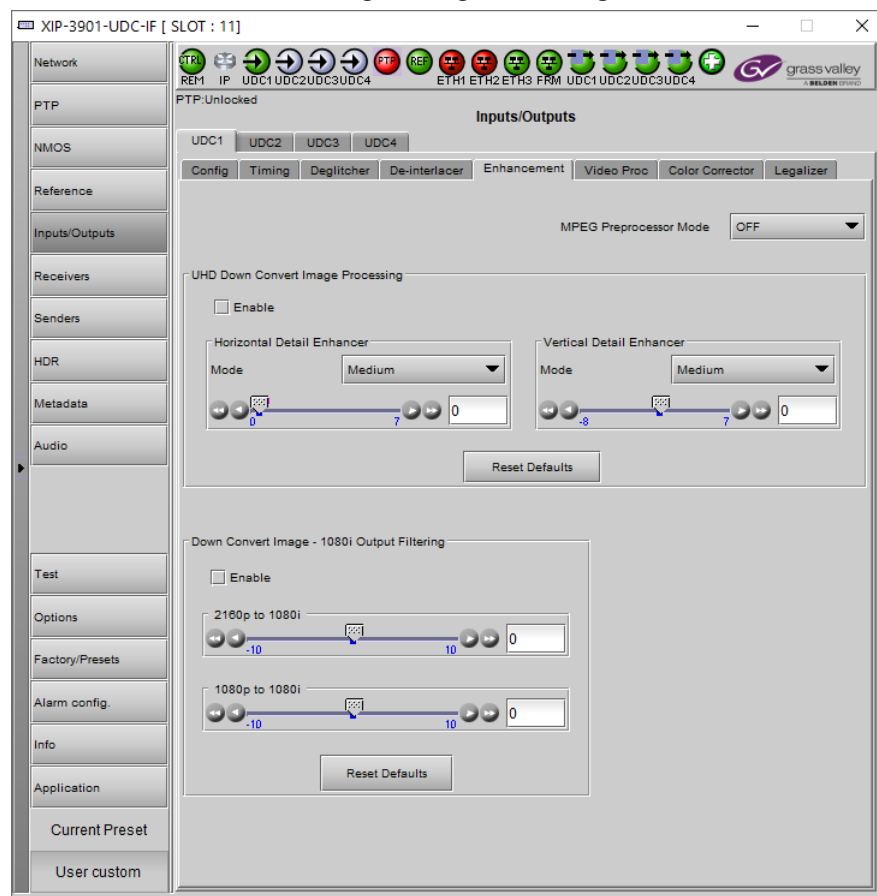 XIP-3901-UDC-IF [ SLOT : 11]
Network
PTP
NMOS
Reference
Inputs/Outputs
Receivers
Senders
HDR
Metadata
Audio
Test
Options
Factory/Presets
Alarm config.
Info
Application
Current Preset
User custom
CTRL PTP REF
REM IP UDC1 UDC2 UDC3 UDC4 ETH1 ETH2 ETH3 FRM UDC1 UDC2 UDC3 UDC4
GV grass valley
A BELDEN BRAND
PTP:Unlocked
Inputs/Outputs
UDC1 UDC2 UDC3 UDC4
Config Timing Deglitcher De-interlacer Enhancement Video Proc Color Corrector Legalizer
MPEG Preprocessor Mode OFF
UHD Down Convert Image Processing
Enable
Horizontal Detail Enhancer
Mode Medium
0 7 0
Vertical Detail Enhancer
Mode Medium
-8 7 0
Reset Defaults
Down Convert Image - 1080i Output Filtering
Enable
2160p to 1080i
-10 10 0
1080p to 1080i
-10 10 0
Reset Defaults